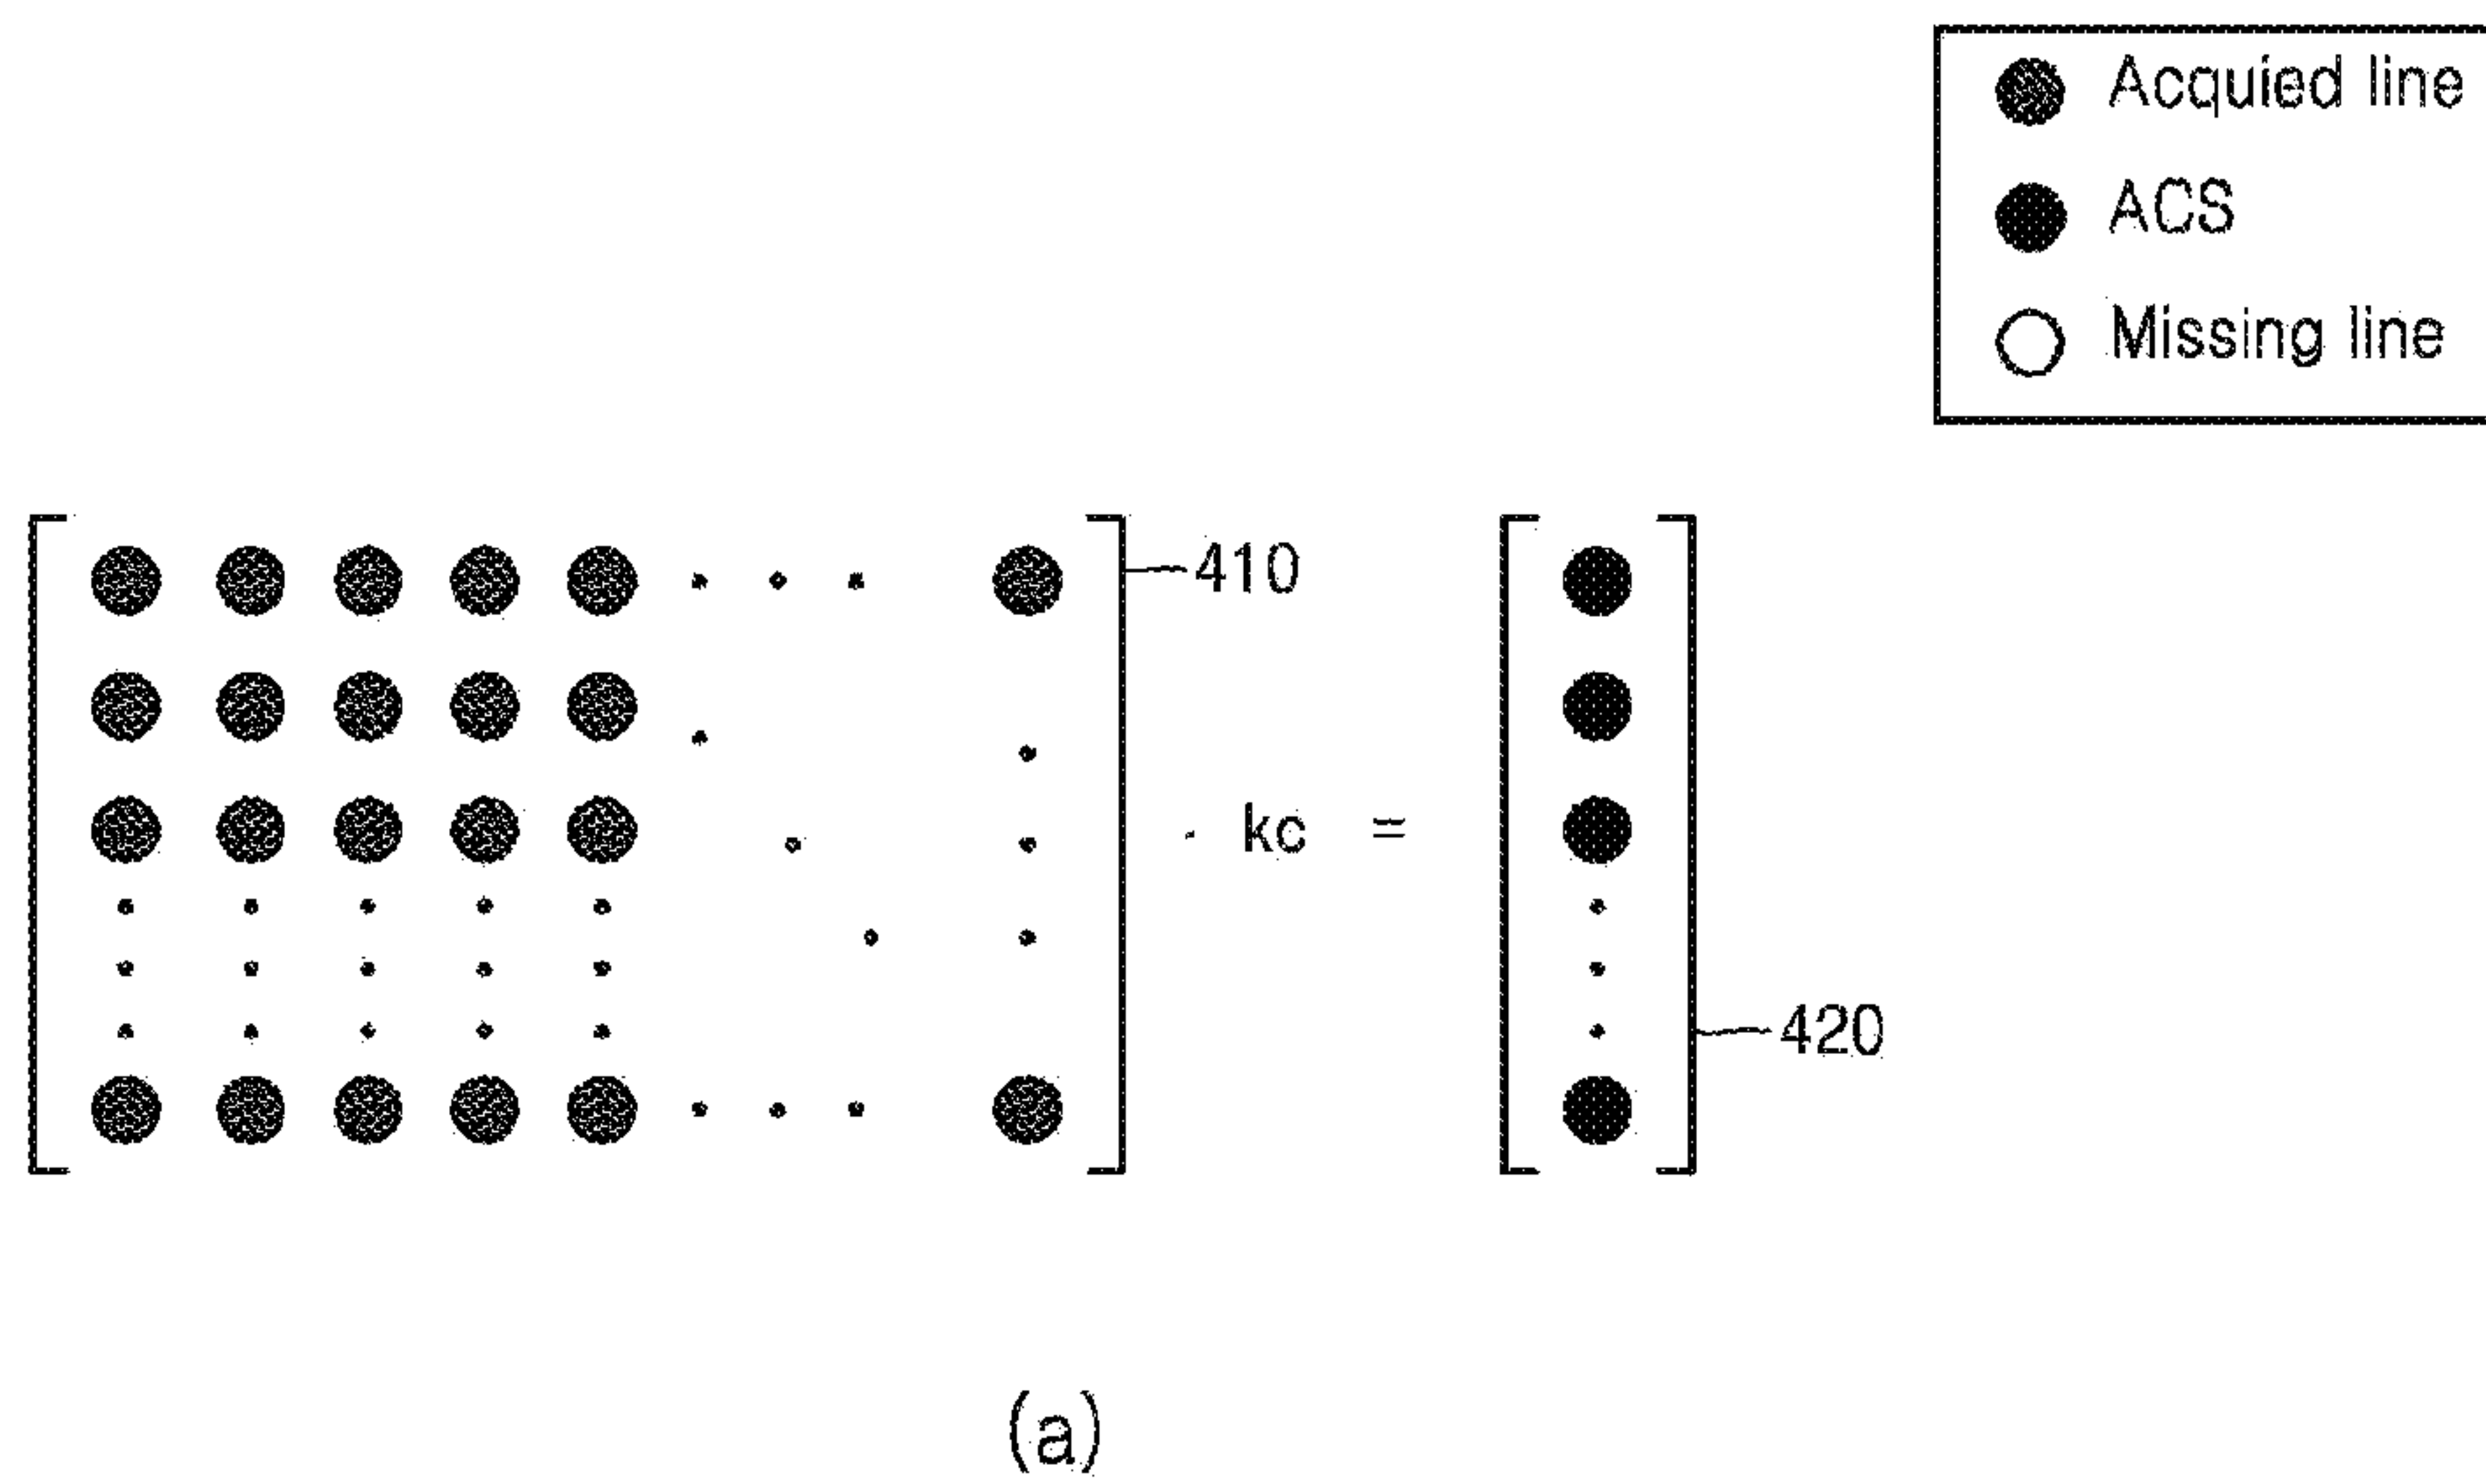 Acquied line
ACS
Missing line
410
· kc =
420
(a)